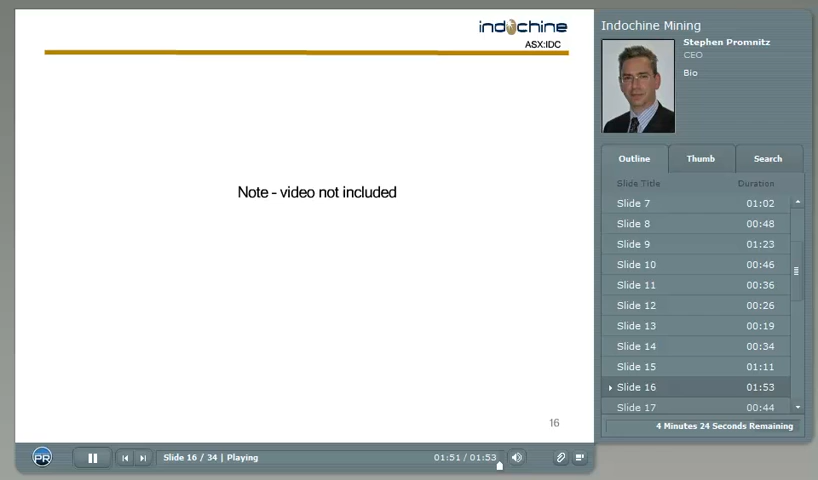 indochine
ASX:IDC
Note - video not included
16
Indochine Mining
Stephen Promnitz
CEO
Bio
Outline Thumb Search
Slide Title Duration
Slide 7 01:02
Slide 8 00:48
Slide 9 01:23
Slide 10 00:46
Slide 11 00:36
Slide 12 00:26
Slide 13 00:19
Slide 14 00:34
Slide 15 01:11
Slide 16 01:53
Slide 17 00:44
4 Minutes 24 Seconds Remaining
PR
Slide 16 / 34 | Playing
01:51 / 01:53